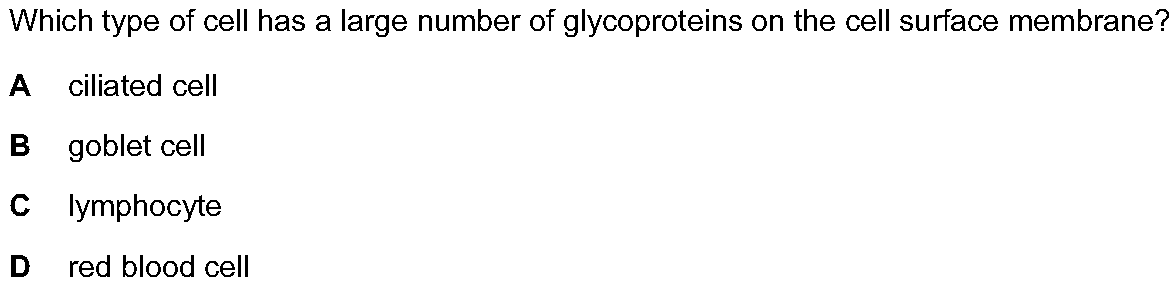 Which type of cell has a large number of glycoproteins on the cell surface membrane?
A ciliated cell
B goblet cell
C lymphocyte
D red blood cell